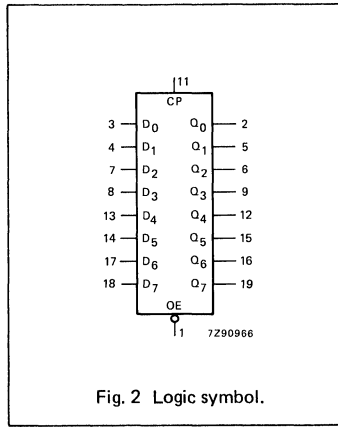 11
CP
3 D0 Q0 2
4 D1 Q1 5
7 D2 Q2 6
8 D3 Q3 9
13 D4 Q4 12
14 D5 Q5 15
17 D6 Q6 16
18 D7 Q7 19
OE
1 7Z90966
Fig. 2 Logic symbol.